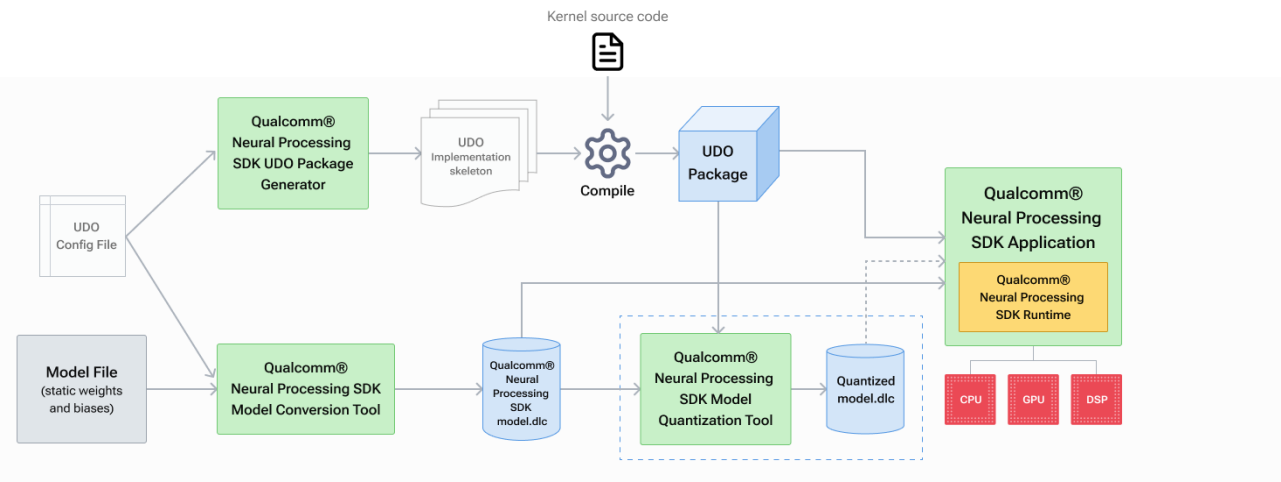 Kernel source code
Qualcomm®
Neural Processing
SDK UDO Package
Generator
UDO
Implementation
skeleton
Compile
UDO
Package
UDO
Config File
Qualcomm®
Neural Processing
SDK Application
Qualcomm®
Neural Processing
SDK Runtime
CPU
GPU
DSP
Model File
(static weights
and biases)
Qualcomm®
Neural Processing SDK
Model Conversion Tool
Qualcomm®
Neural
Processing
SDK
model.dlc
Qualcomm®
Neural Processing
SDK Model
Quantization Tool
Quantized
model.dlc